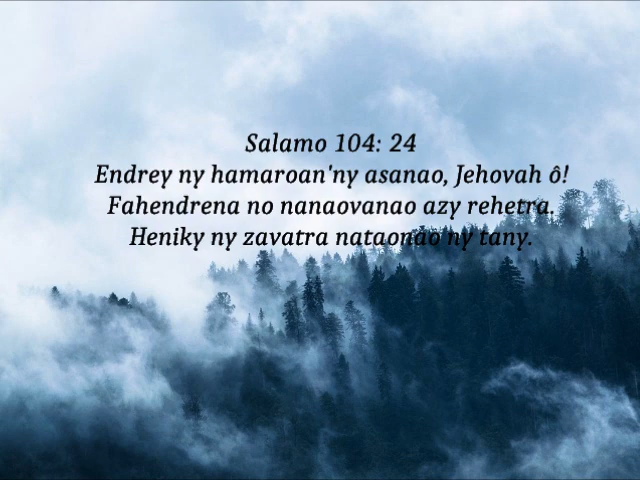 Salamo 104: 24
Endrey ny hamaroan'ny asanao, Jehovah ô!
Fahendrena no nanaovanao azy rehetra.
Heniky ny zavatra nataonao ny tany.